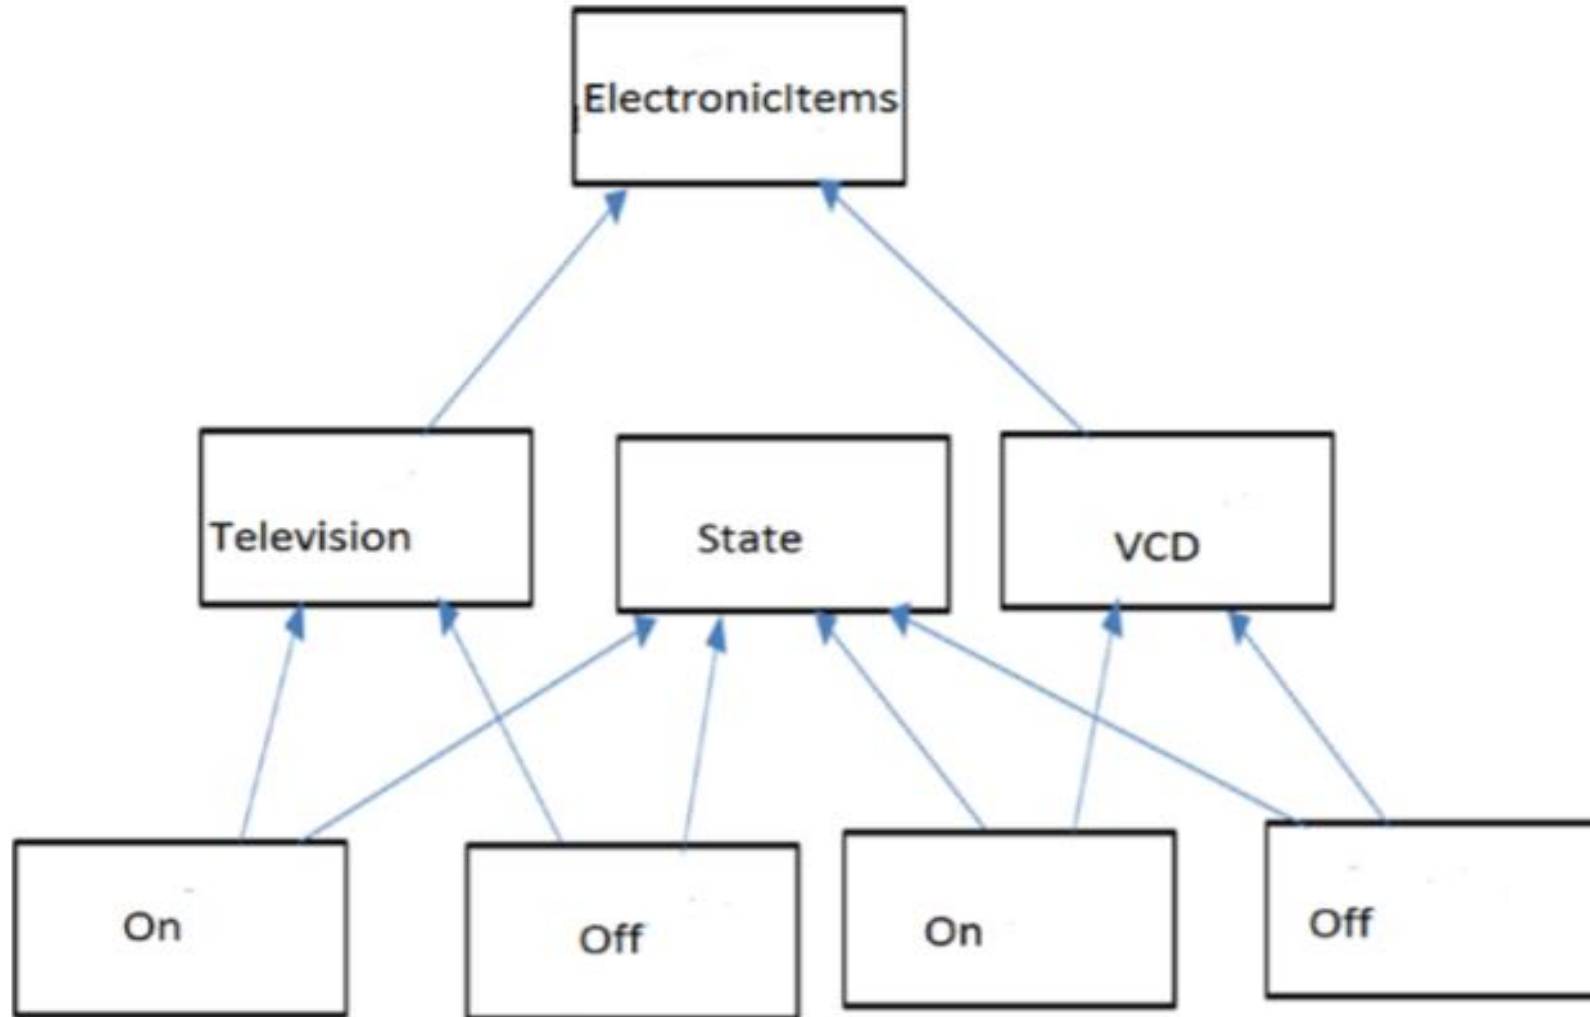 ElectronicItems
Television
State
VCD
On
Off
On
Off